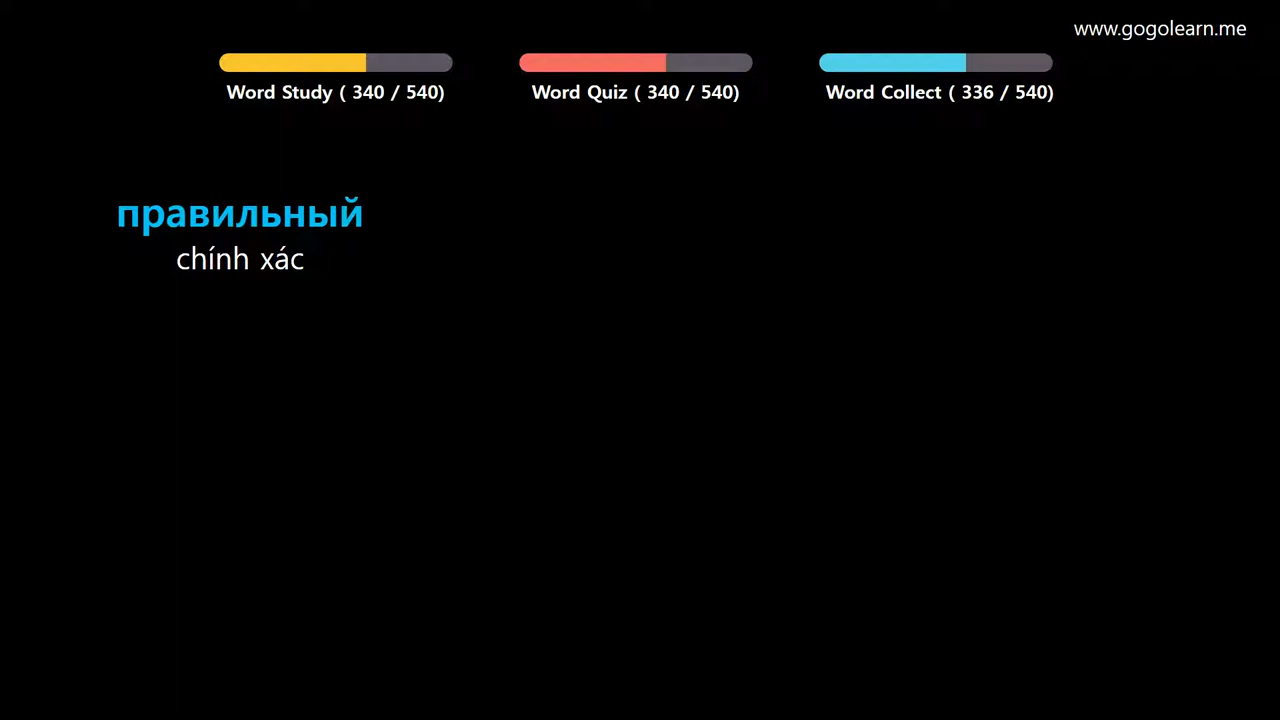 www.gogolearn.me
Word Study ( 340 / 540)
Word Quiz ( 340 / 540)
Word Collect ( 336 / 540)
правильный
chính xác